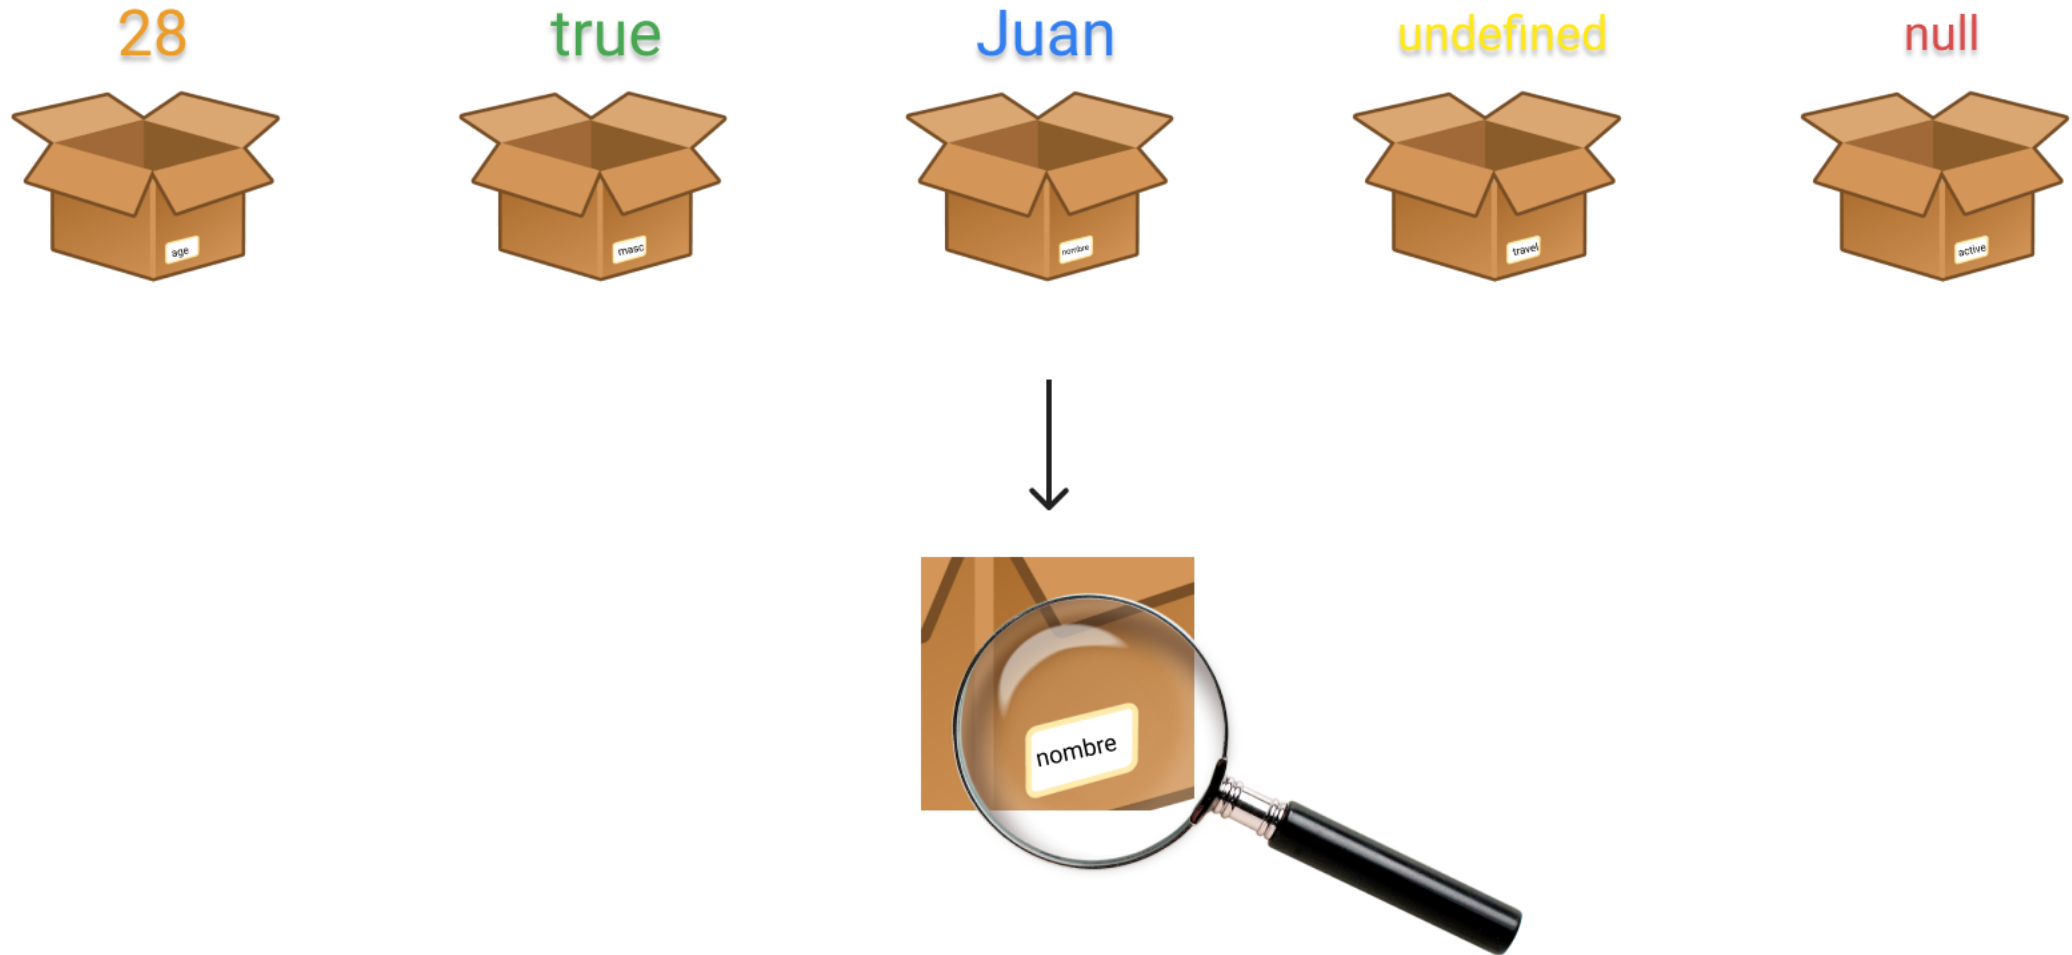 28
true
Juan
undefined
null
age
masc
nombre
travel
active
nombre